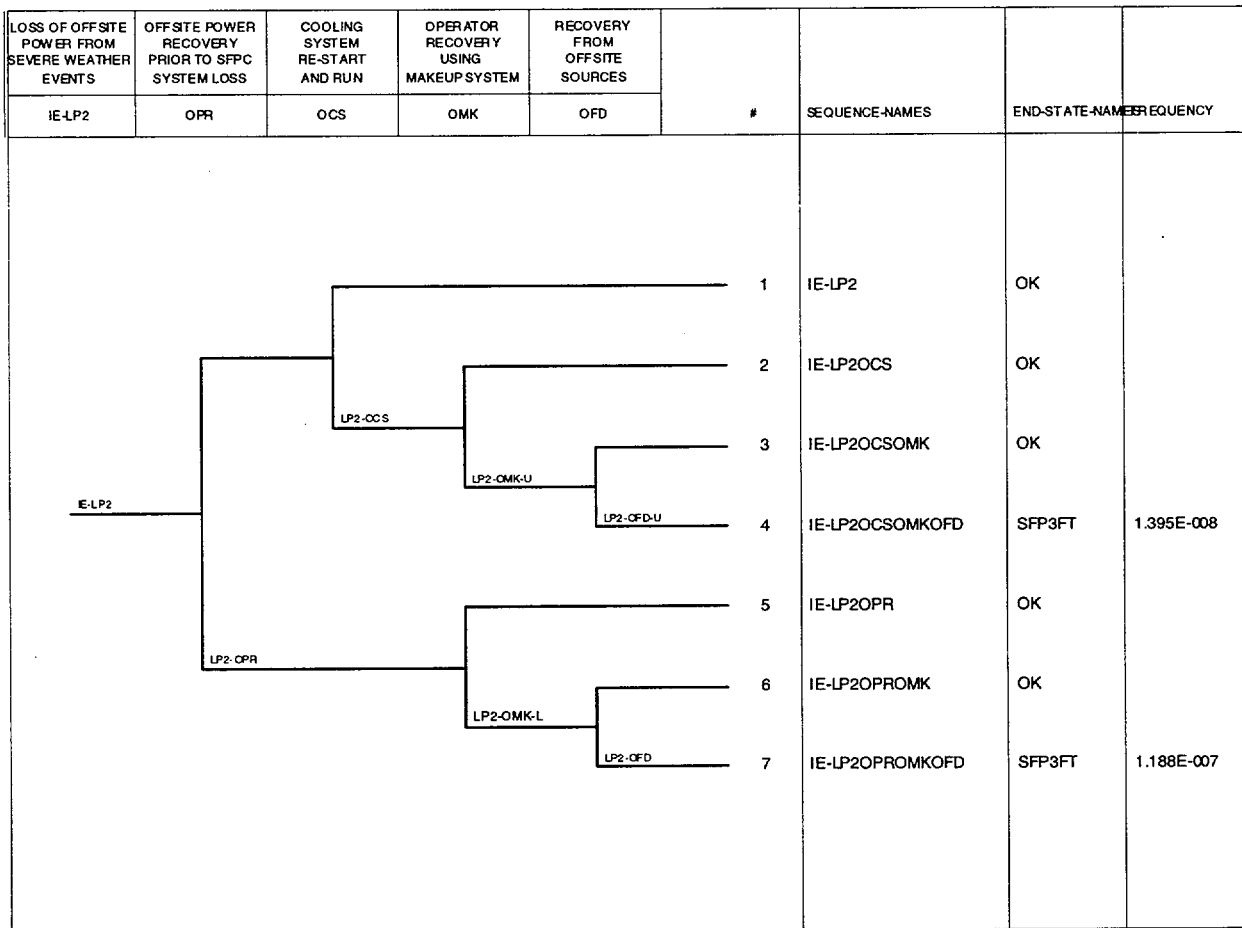 LOSS OF OFFSITE
POWER FROM
SEVERE WEATHER
EVENTS
OFFSITE POWER
RECOVERY
PRIOR TO SFPC
SYSTEM LOSS
COOLING
SYSTEM
RE-START
AND RUN
OPERATOR
RECOVERY
USING
MAKEUP SYSTEM
RECOVERY
FROM
OFFSITE
SOURCES
IE-LP2 OPR OCS OMK OFD # SEQUENCE-NAMES END-STATE-NAMES FREQUENCY
1 IE-LP2 OK
2 IE-LP2OCS OK
LP2-OCS
3 IE-LP2OCSOMK OK
LP2-OMK-U
IE-LP2
LP2-OFD-U 4 IE-LP2OCSOMKOFD SFP3FT 1.395E-008
5 IE-LP2OPR OK
LP2-OPR
6 IE-LP2OPROMK OK
LP2-OMK-L
LP2-OFD 7 IE-LP2OPROMKOFD SFP3FT 1.188E-007